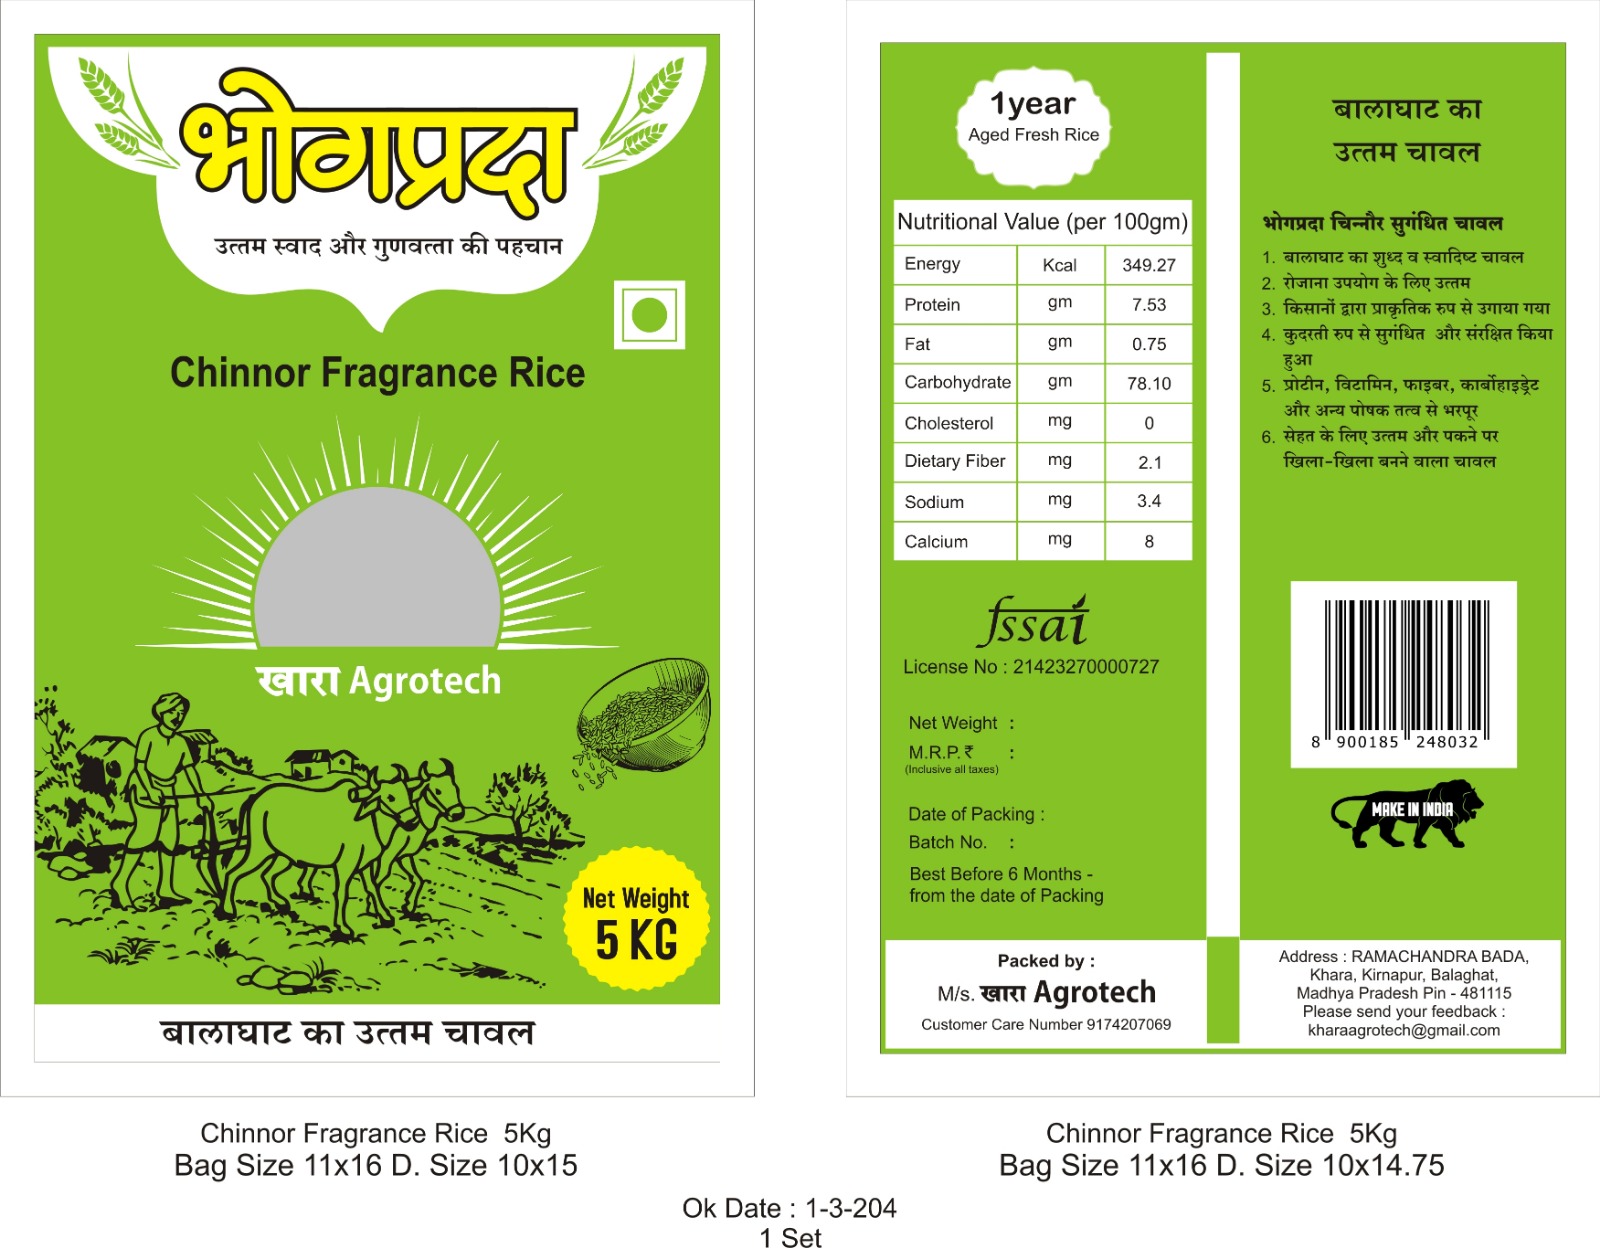 भोगप्रदा
उत्तम स्वाद और गुणवत्ता की पहचान
Chinnor Fragrance Rice
खारा Agrotech
Net Weight
5 KG
बालाघाट का उत्तम चावल
1year
Aged Fresh Rice
Nutritional Value (per 100gm)
Energy Kcal 349.27
Protein gm 7.53
Fat gm 0.75
Carbohydrate gm 78.10
Cholesterol mg 0
Dietary Fiber mg 2.1
Sodium mg 3.4
Calcium mg 8
fssai
License No : 21423270000727
Net Weight :
M.R.P.₹ :
(Inclusive all taxes)
Date of Packing :
Batch No. :
Best Before 6 Months -
from the date of Packing
Packed by :
M/s. खारा Agrotech
Customer Care Number 9174207069
बालाघाट का
उत्तम चावल
भोगप्रदा चिन्नौर सुगंधित चावल
1. बालाघाट का शुध्द व स्वादिष्ट चावल
2. रोजाना उपयोग के लिए उत्तम
3. किसानों द्वारा प्राकृतिक रुप से उगाया गया
4. कुदरती रुप से सुगंधित और संरक्षित किया
हुआ
5. प्रोटीन, विटामिन, फाइबर, कार्बोहाइड्रेट
और अन्य पोषक तत्व से भरपूर
6. सेहत के लिए उत्तम और पकने पर
खिला-खिला बनने वाला चावल
8 900185 248032
MAKE IN INDIA
Address : RAMACHANDRA BADA,
Khara, Kirnapur, Balaghat,
Madhya Pradesh Pin - 481115
Please send your feedback :
kharaagrotech@gmail.com
Chinnor Fragrance Rice 5Kg
Bag Size 11x16 D. Size 10x15
Chinnor Fragrance Rice 5Kg
Bag Size 11x16 D. Size 10x14.75
Ok Date : 1-3-204
1 Set